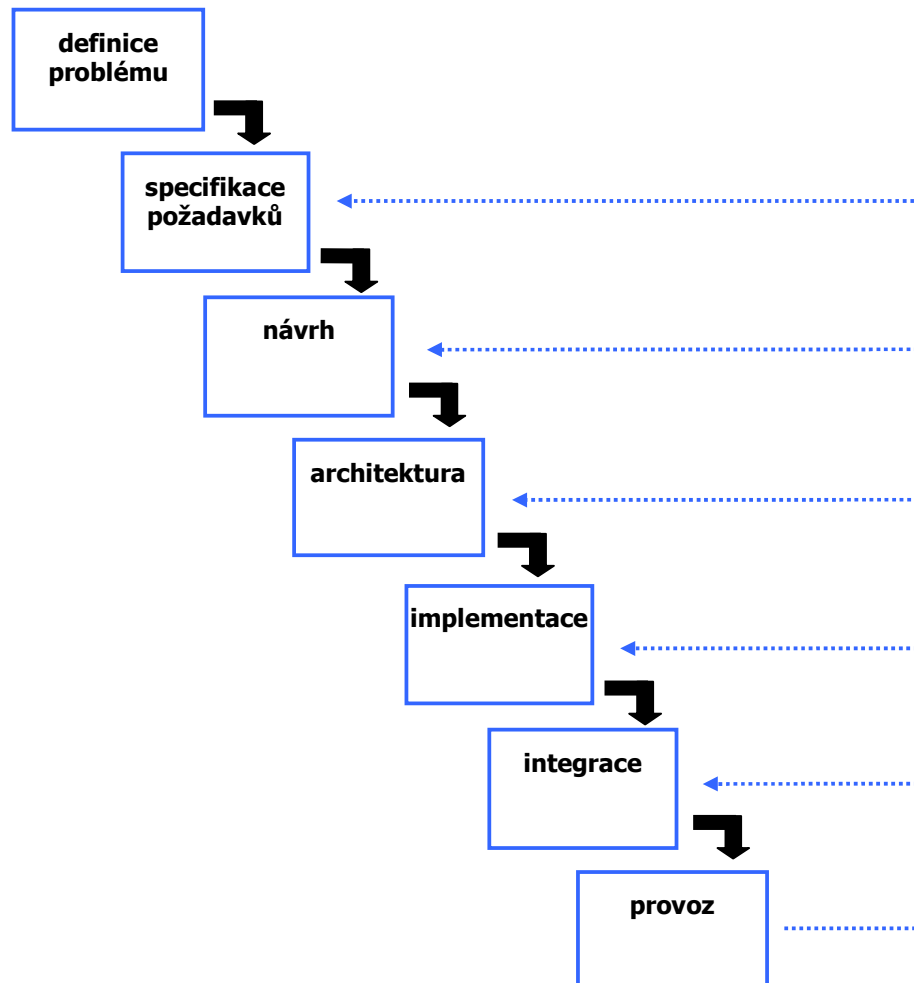 definice
problému
specifikace
požadavků
návrh
architektura
implementace
integrace
provoz